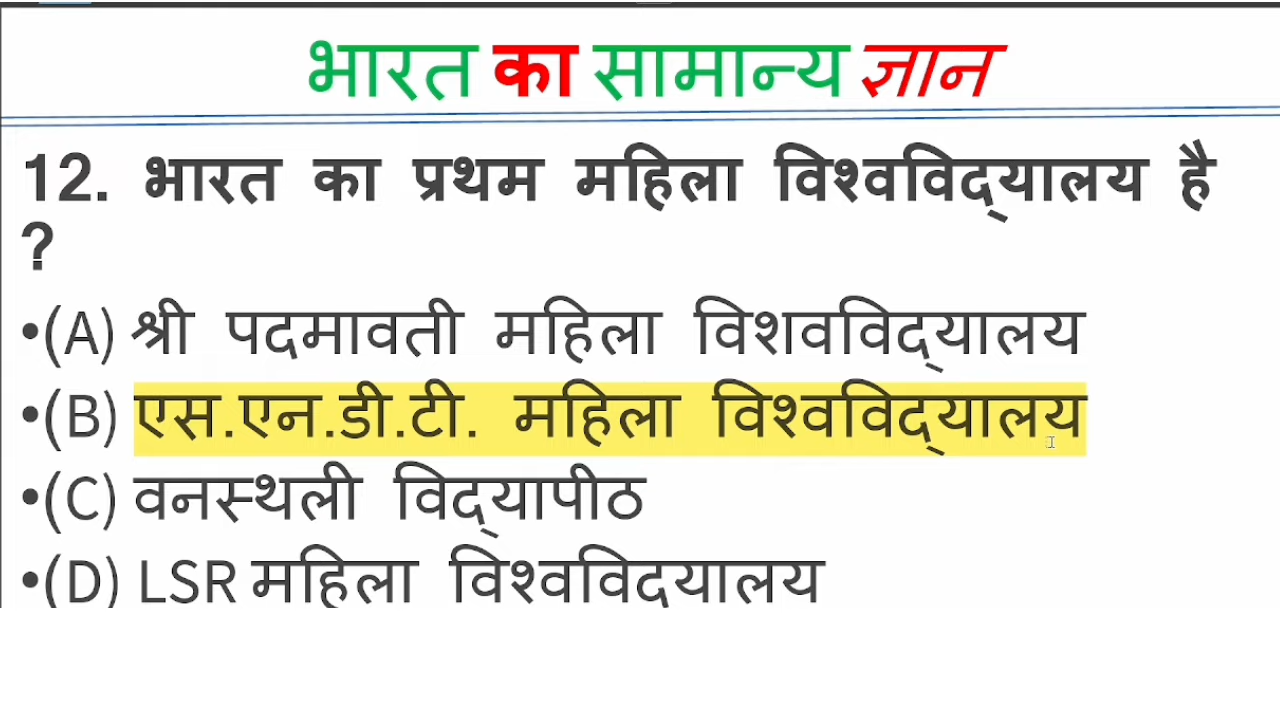 भारत का सामान्य ज्ञान
12. भारत का प्रथम महिला विश्वविद्यालय है
?
•(A) श्री पदमावती महिला विशवविद्यालय
•(B) एस.एन.डी.टी. महिला विश्वविद्यालय
•(C) वनस्थली विद्यापीठ
•(D) LSR महिला विश्वविदयालय